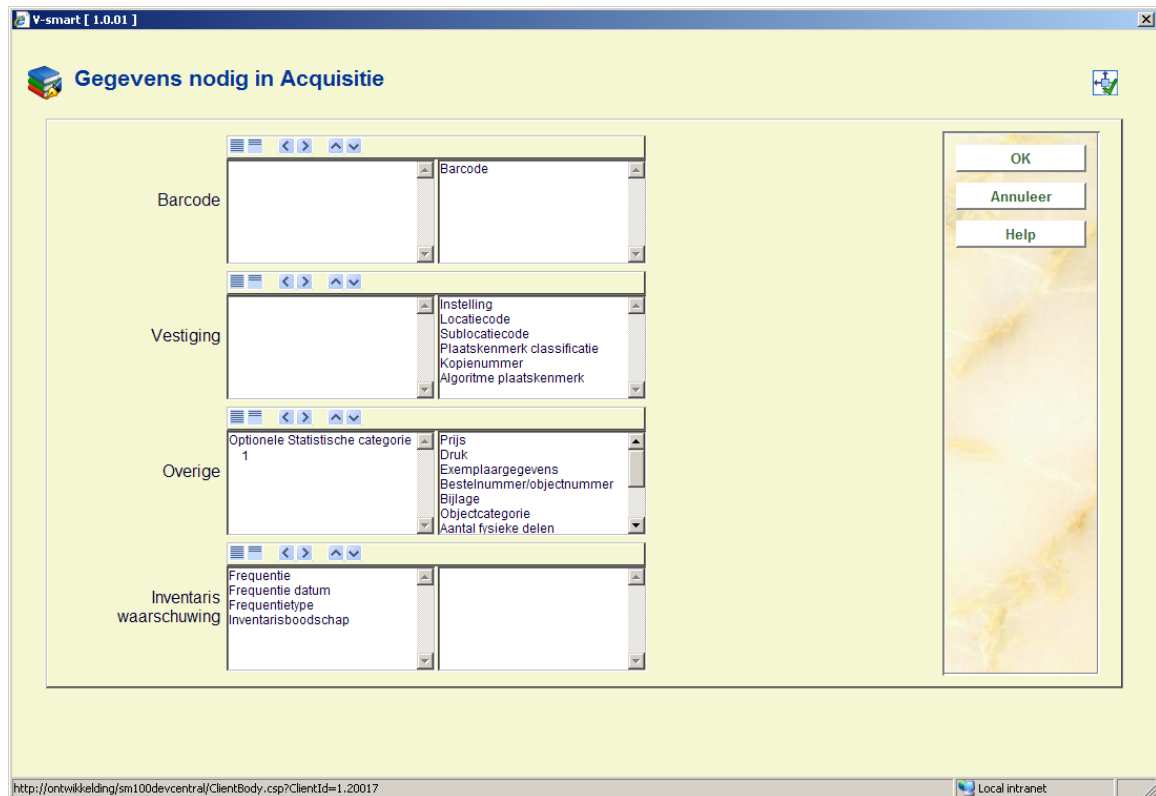 V-smart [ 1.0.01 ]
Gegevens nodig in Acquisitie
Barcode
Barcode
OK
Annuleer
Help
Vestiging
Instelling
Locatiecode
Sublocatiecode
Plaatskenmerk classificatie
Kopienummer
Algoritme plaatskenmerk
Overige
Optionele Statistische categorie
1
Prijs
Druk
Exemplaargegevens
Bestelnummer/objectnummer
Bijlage
Objectcategorie
Aantal fysieke delen
Inventaris
waarschuwing
Frequentie
Frequentie datum
Frequentietype
Inventarisboodschap
http://ontwikkelding/sm100devcentral/ClientBody.csp?ClientId=1.20017
Local intranet